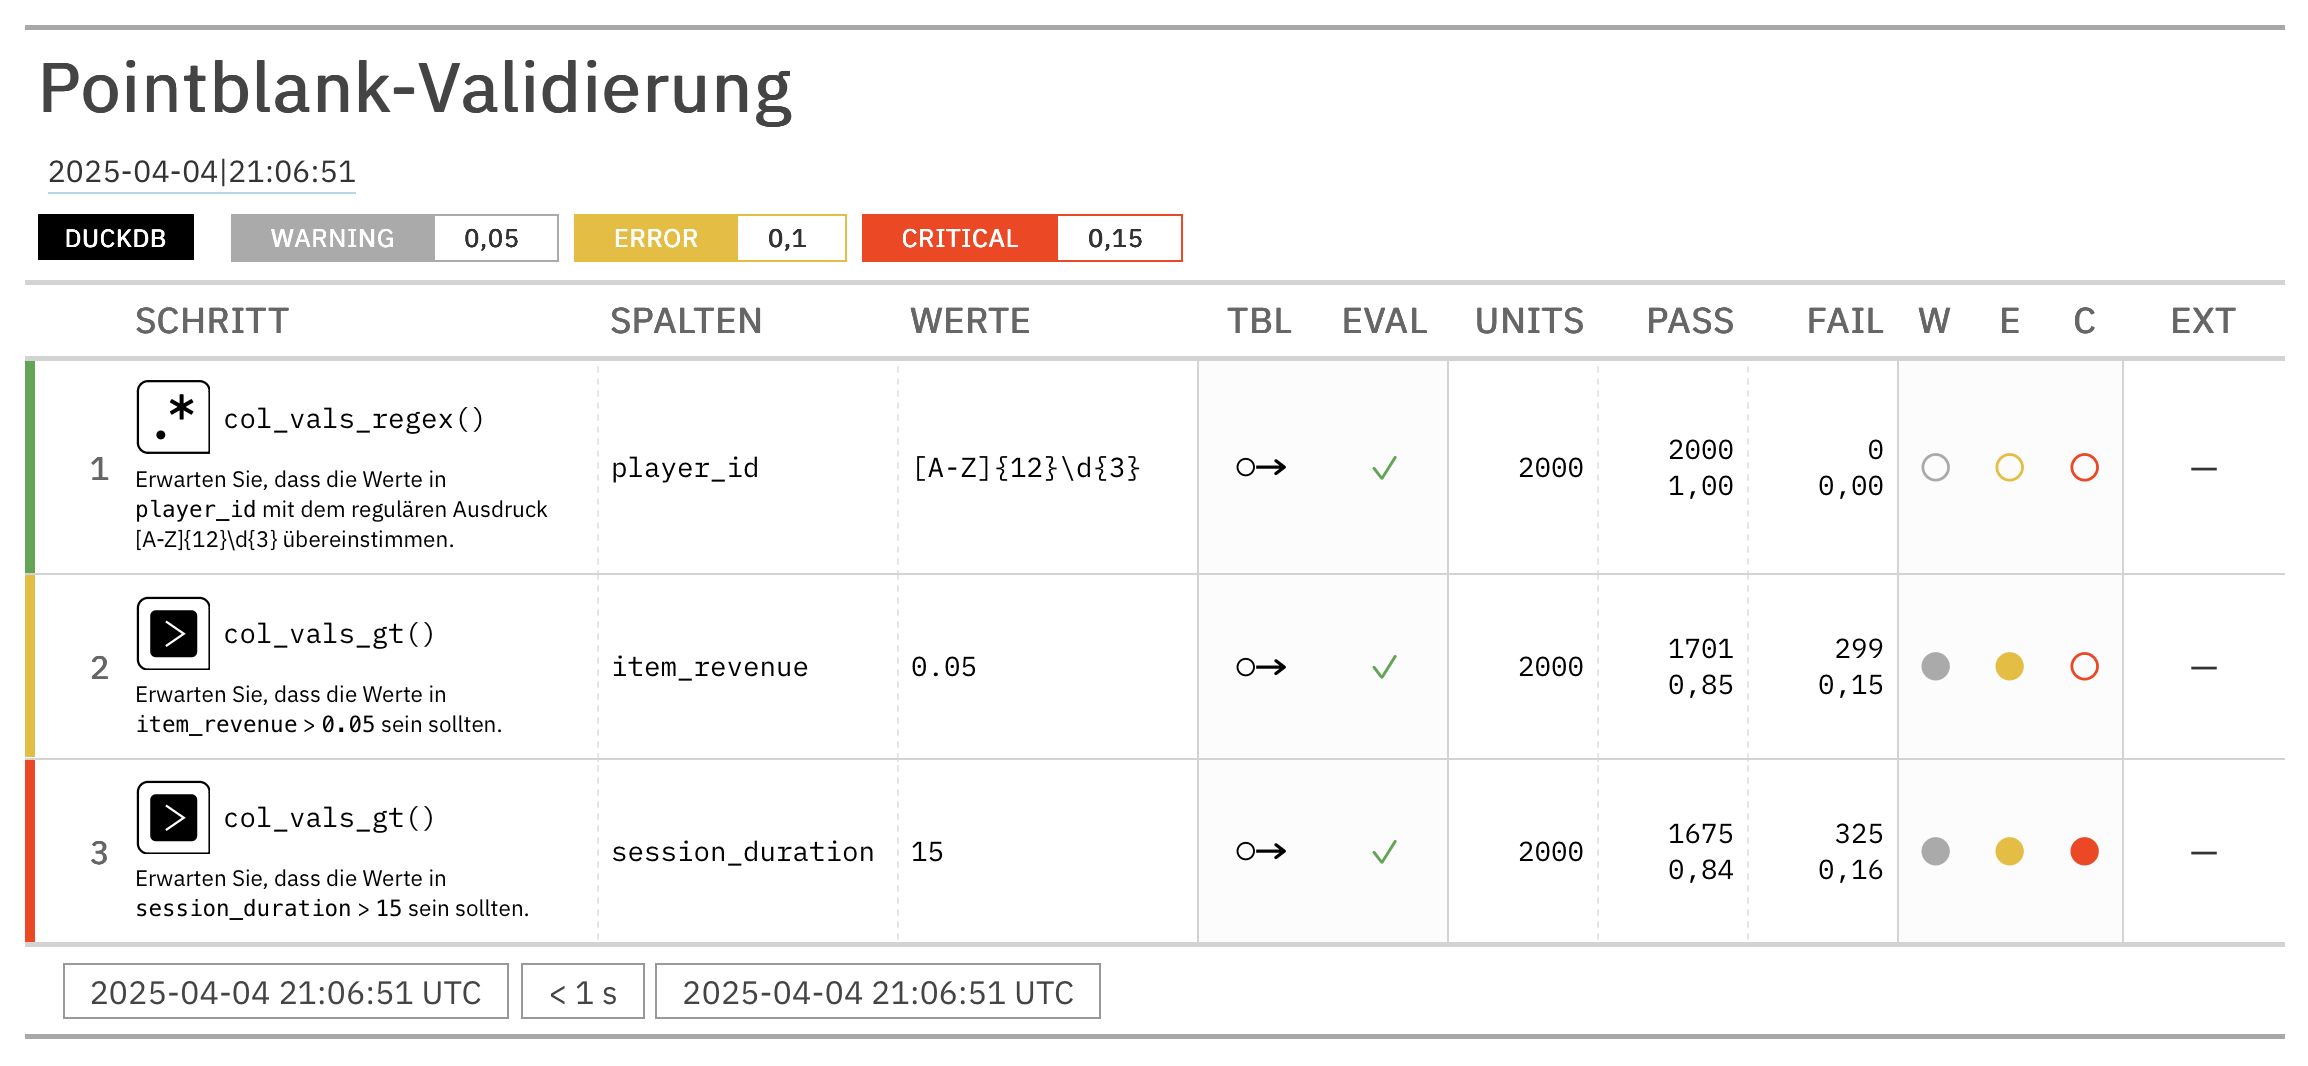 Pointblank-Validierung
2025-04-04|21:06:51
DUCKDB WARNING 0,05 ERROR 0,1 CRITICAL 0,15
SCHRITT SPALTEN WERTE TBL EVAL UNITS PASS FAIL W E C EXT
1
col_vals_regex()
Erwarten Sie, dass die Werte in
player_id mit dem regulären Ausdruck
[A-Z]{12}\d{3} übereinstimmen.
player_id
[A-Z]{12}\d{3}
✓
2000
2000
1,00
0
0,00
—
2
col_vals_gt()
Erwarten Sie, dass die Werte in
item_revenue > 0.05 sein sollten.
item_revenue
0.05
✓
2000
1701
0,85
299
0,15
—
3
col_vals_gt()
Erwarten Sie, dass die Werte in
session_duration > 15 sein sollten.
session_duration
15
✓
2000
1675
0,84
325
0,16
—
2025-04-04 21:06:51 UTC < 1 s 2025-04-04 21:06:51 UTC